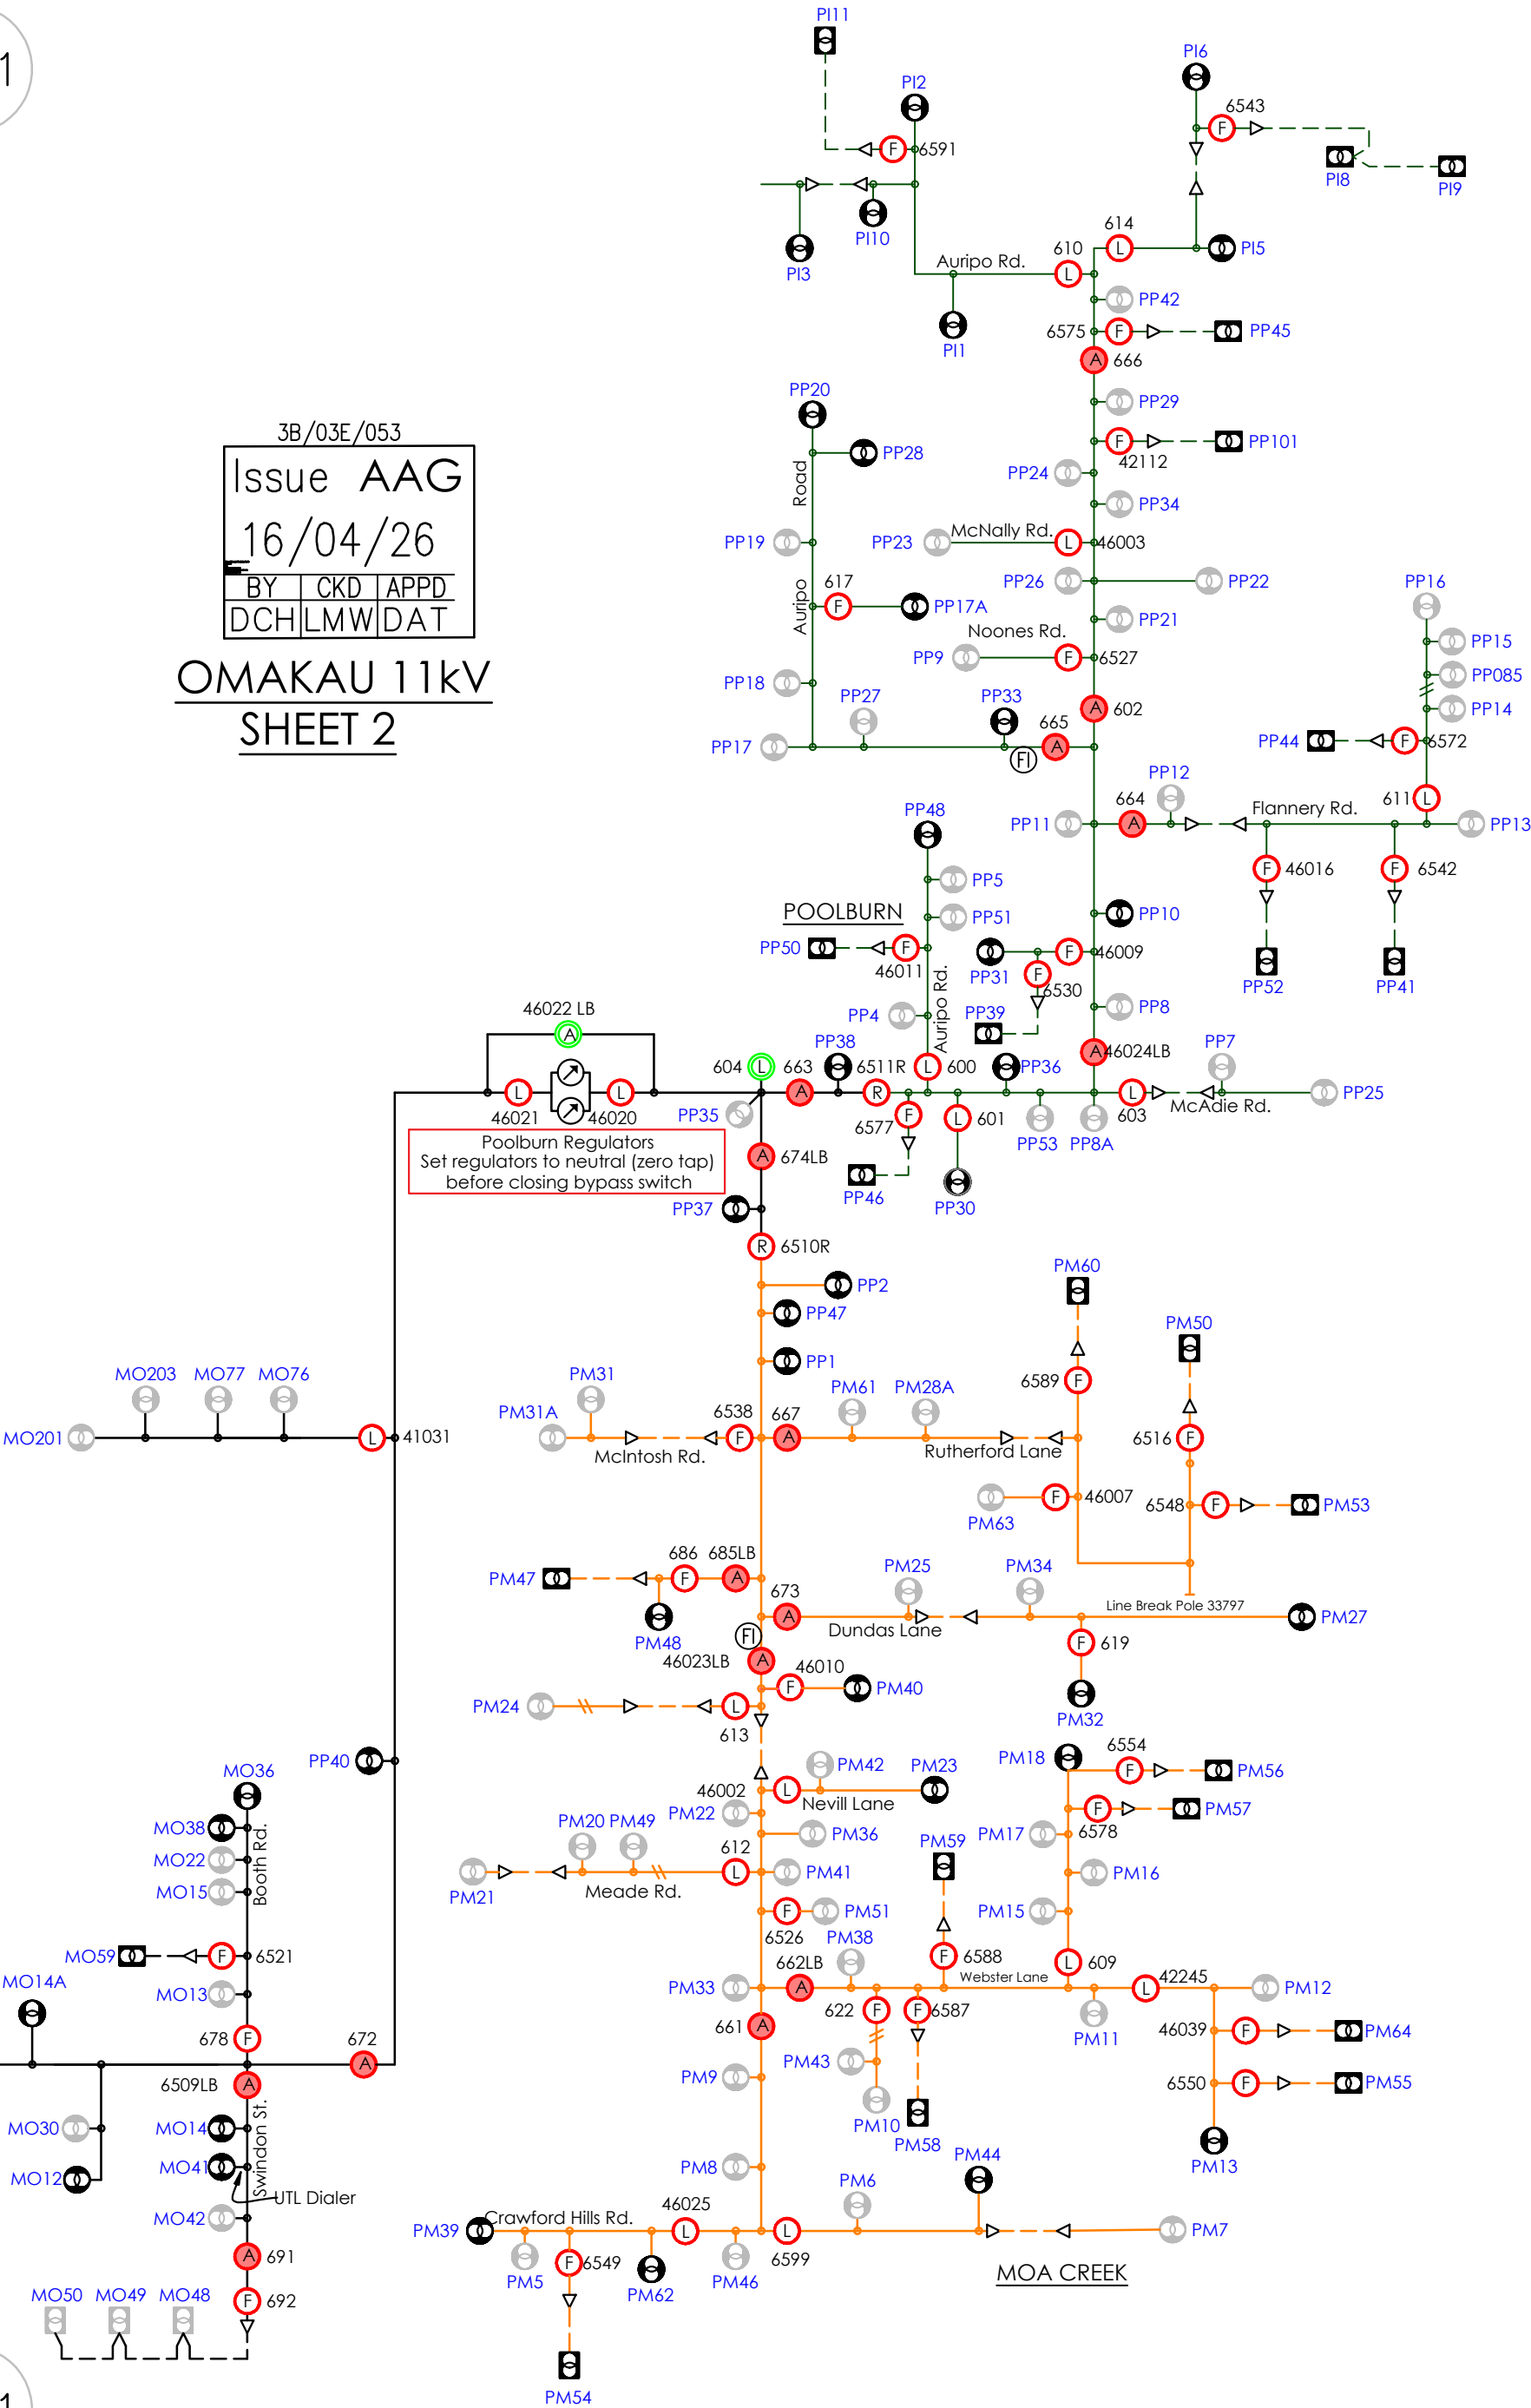 1
PI11
PI2
PI6
6543
F
F
6591
PI8
PI9
PI10
PI3
614
610
L
PI5
Auripo Rd.
L
PP42
PI1
6575
F
PP45
A
666
3B/03E/053
Issue AAG
16/04/26
BY CKD APPD
DCH LMW DAT
OMAKAU 11kV
SHEET 2
PP20
PP29
PP28
F
PP101
42112
PP24
Road
PP34
McNally Rd.
PP19
PP23
L
46003
PP26
PP22
PP16
617
Auripo
F
PP17A
PP21
Noones Rd.
PP15
PP9
F
6527
PP085
PP18
PP27
PP33
665
A
602
PP14
PP17
A
FI
PP44
F
6572
PP12
664
611
L
Flannery Rd.
PP48
PP11
A
PP13
F
46016
F
6542
PP5
POOLBURN
PP51
PP10
PP50
F
46011
PP31
F
46009
F
6530
PP52
PP41
PP4
Auripo Rd.
PP39
PP8
46022 LB
A
PP38
A
46024LB
PP7
604
L
663
6511R
L
600
PP36
L
46021
L
46020
A
R
L
PP25
McAdie Rd.
PP35
6577
F
L
601
PP53
PP8A
603
Poolburn Regulators
Set regulators to neutral (zero tap)
before closing bypass switch
A
674LB
PP46
PP30
PP37
R
6510R
PM60
PP2
PP47
PM50
PP1
MO203
MO77
MO76
PM31
PM61
PM28A
6589
F
PM31A
6538
667
MO201
L
41031
F
A
6516
F
McIntosh Rd.
Rutherford Lane
PM63
F
46007
6548
F
PM53
686
685LB
PM25
PM34
PM47
F
A
673
Line Break Pole 33797
A
PM27
Dundas Lane
PM48
FI
F
619
46023LB
A
46010
F
PM40
PM24
L
613
PM32
PM18
6554
PM42
PM23
F
PM56
PP40
MO36
46002
L
Nevill Lane
F
PM57
PM22
6578
MO38
PM20
PM49
PM36
PM59
PM17
612
MO22
L
PM41
PM16
MO15
Booth Rd.
PM21
Meade Rd.
F
PM51
PM15
6526
MO59
F
6521
PM38
F
6588
L
609
MO14A
662LB
Webster Lane
42245
MO13
PM33
A
L
PM12
622
F
F
6587
661
A
PM11
46039
F
PM64
678
F
672
A
PM43
PM9
6509LB
A
6550
F
PM55
MO30
MO14
PM10
PM58
PM13
MO12
MO41
Swindon St.
PM8
PM44
UTL Dialer
PM6
MO42
Crawford Hills Rd.
46025
PM39
L
L
PM7
A
691
PM5
F
6549
PM62
PM46
6599
MOA CREEK
MO50
MO49
MO48
F
692
PM54
1